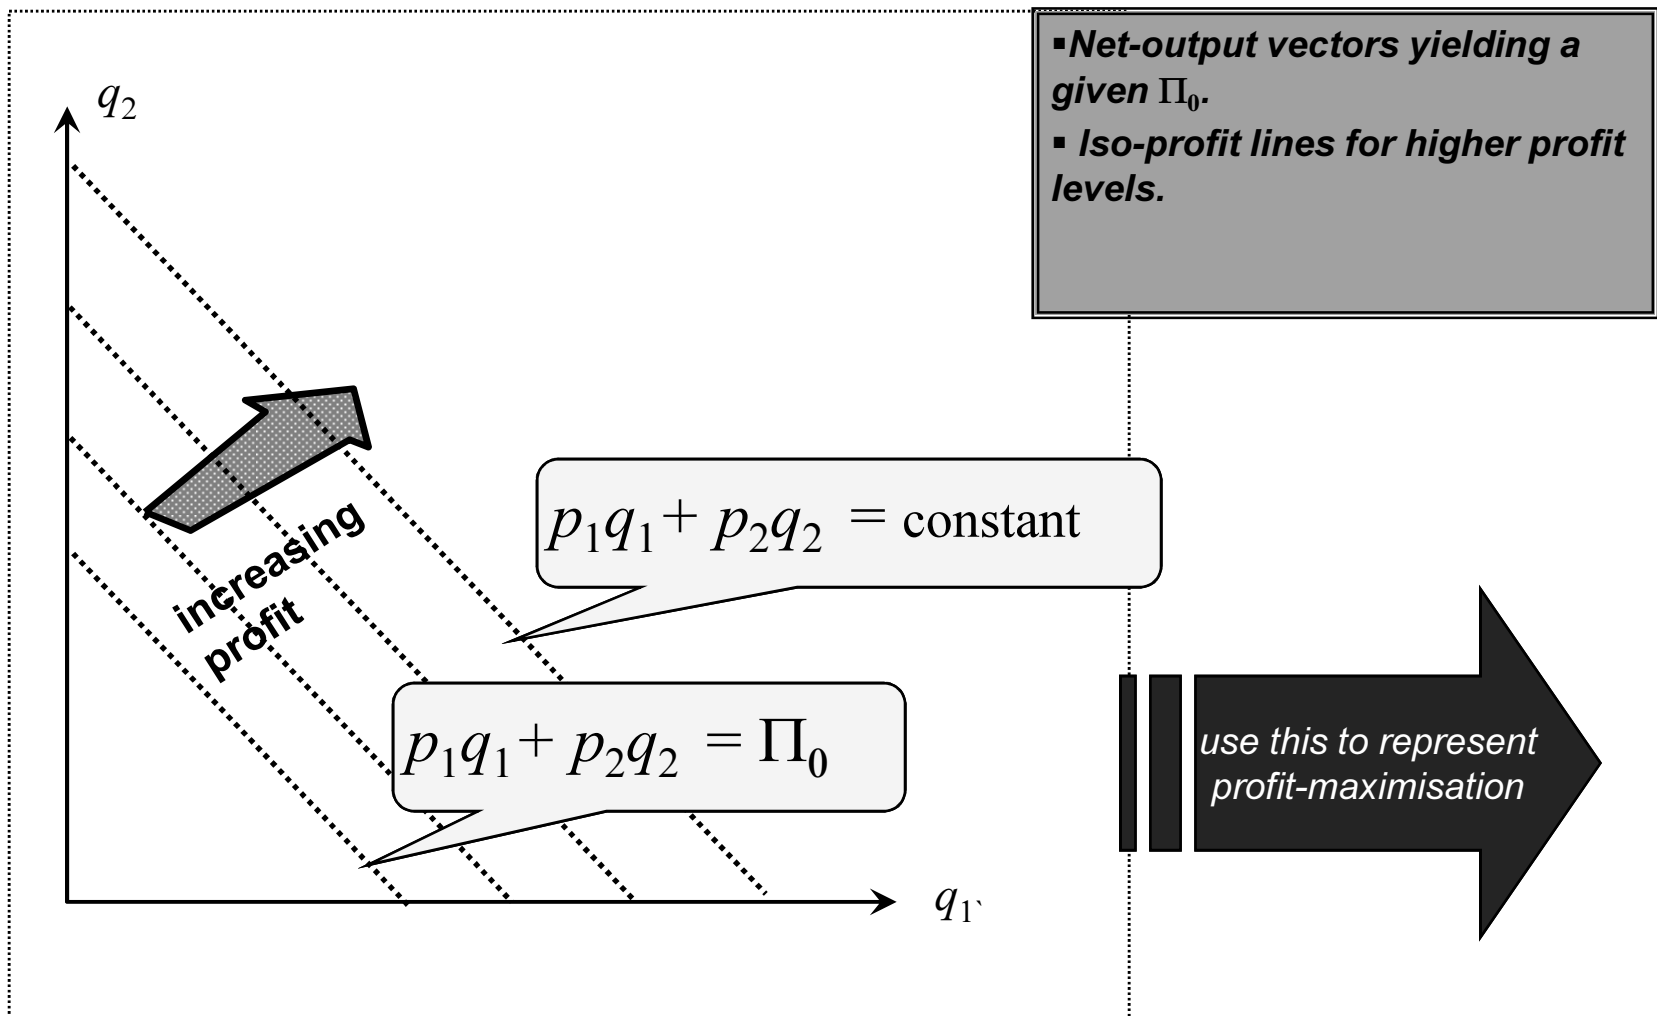 ▪Net-output vectors yielding a
given Π₀.
▪ Iso-profit lines for higher profit
levels.
q₂
increasing
profit
p₁q₁ + p₂q₂ = constant
p₁q₁ + p₂q₂ = Π₀
use this to represent
profit-maximisation
q₁`